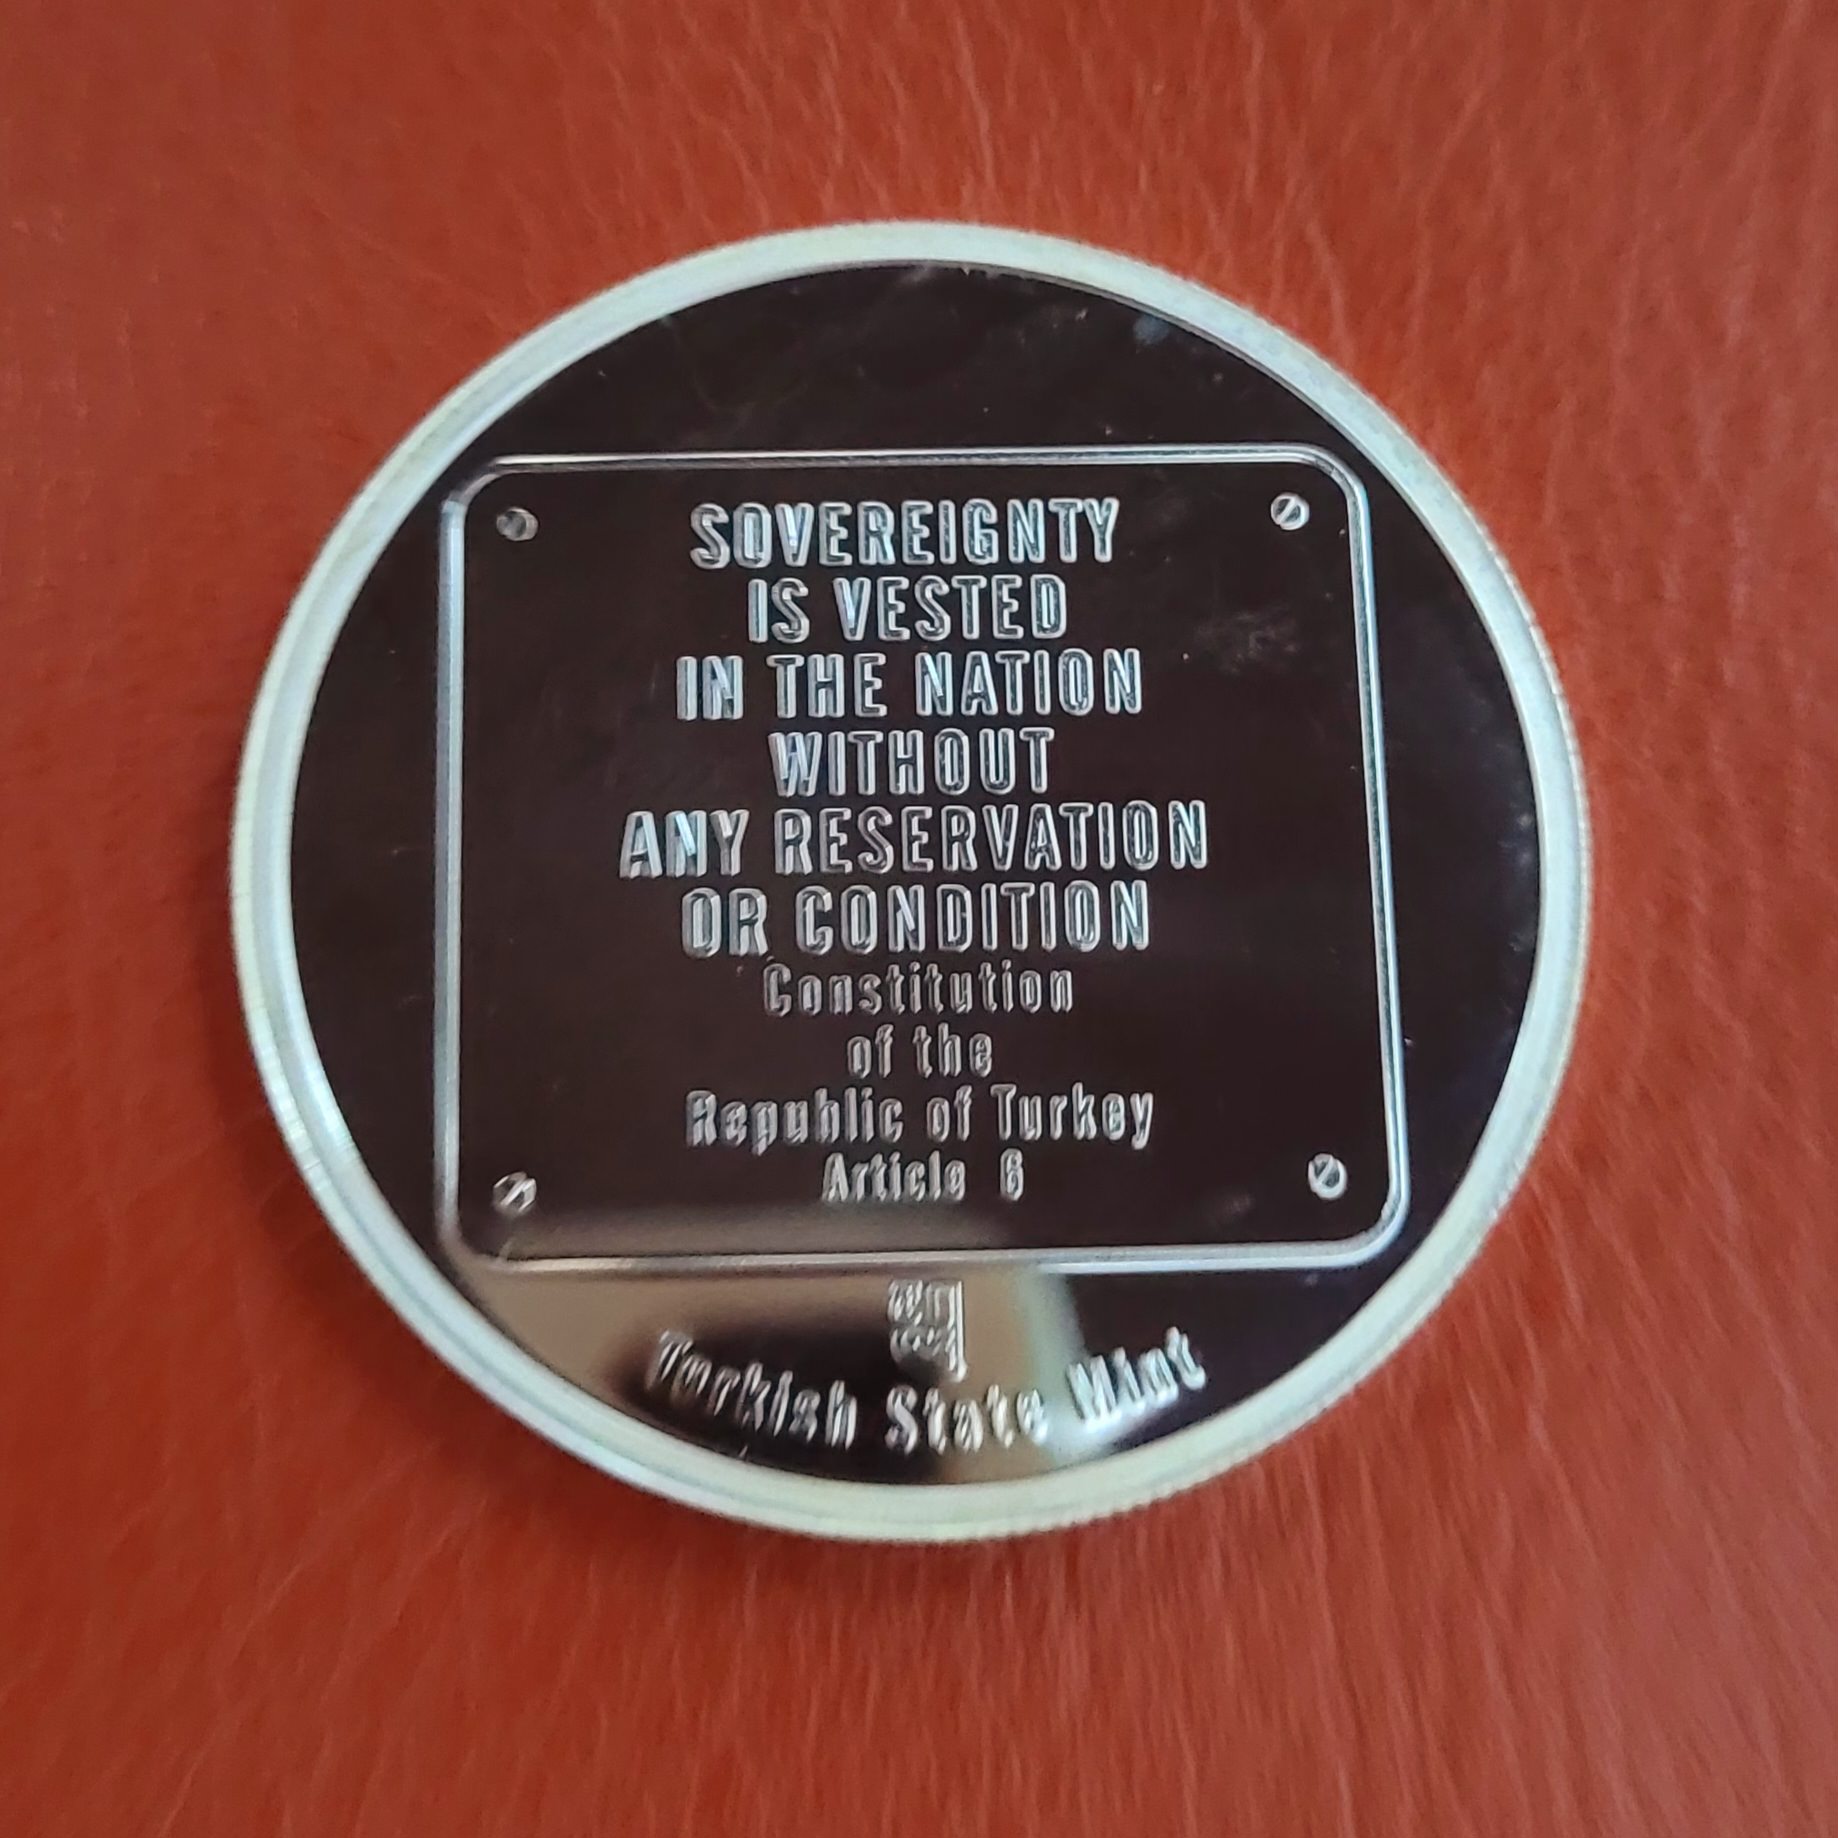 SOVEREIGNTY
IS VESTED
IN THE NATION
WITHOUT
ANY RESERVATION
OR CONDITION
Constitution
of the
Republic of Turkey
Article 6
Turkish State Mint